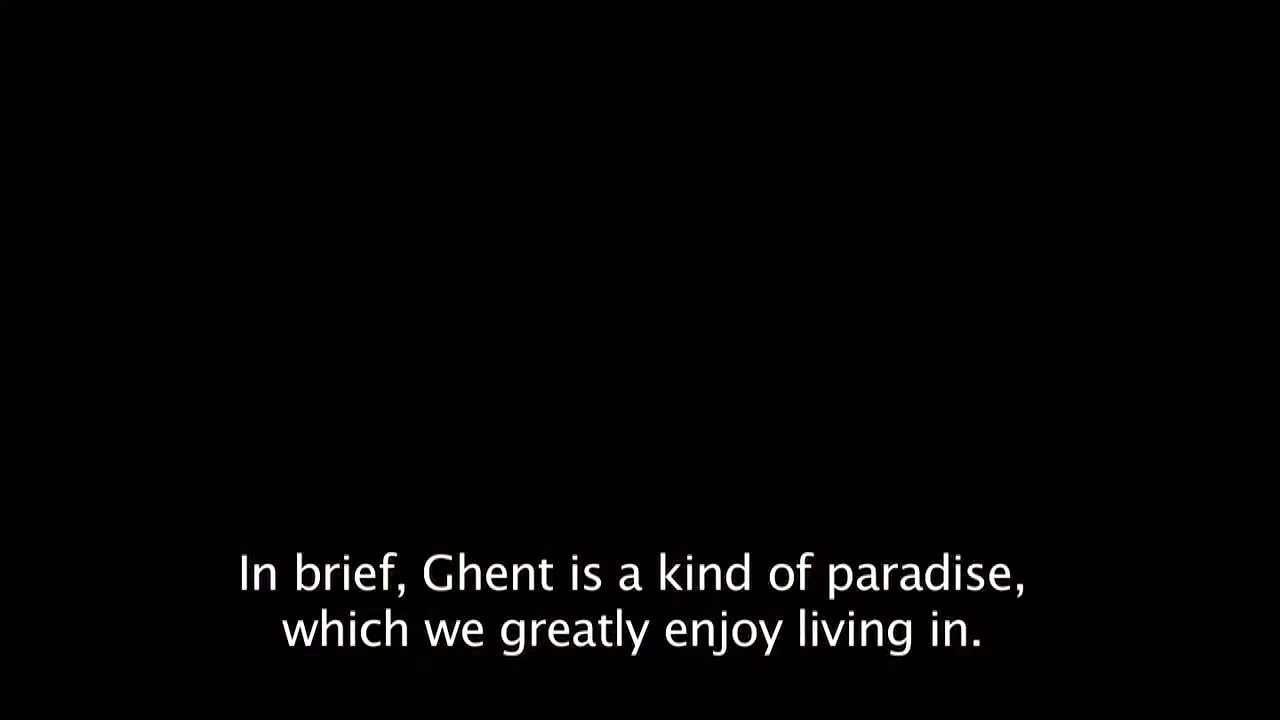 In brief, Ghent is a kind of paradise,
which we greatly enjoy living in.